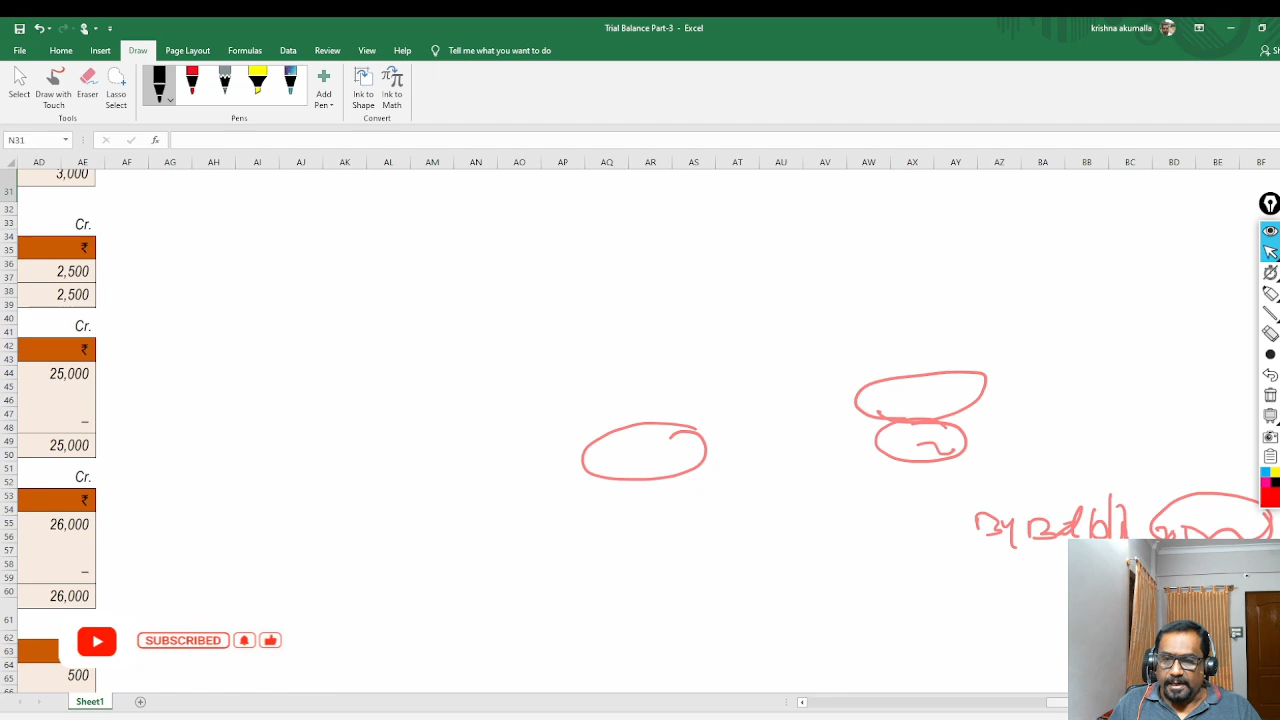 Trial Balance Part-3 - Excel
krishna akumalla
File Home Insert Draw Page Layout Formulas Data Review View Help Tell me what you want to do
Select Draw with Touch Eraser Lasso Select Add Pen Ink to Shape Ink to Math
Tools Pens Convert
N31 fx
AD AE AF AG AH AI AJ AK AL AM AN AO AP AQ AR AS AT AU AV AW AX AY AZ BA BB BC BD BE BF
3,000
31
32
33 Cr.
34
35 ₹
36 2,500
37
38 2,500
39
40
41 Cr.
42 ₹
43
44 25,000
45
46
47
48 –
49 25,000
50
51 Cr.
52
53 ₹
54
55 26,000
56
57
58 –
59
60 26,000
61
62
63
64
65 500
66
By Bal
SUBSCRIBED
Sheet1